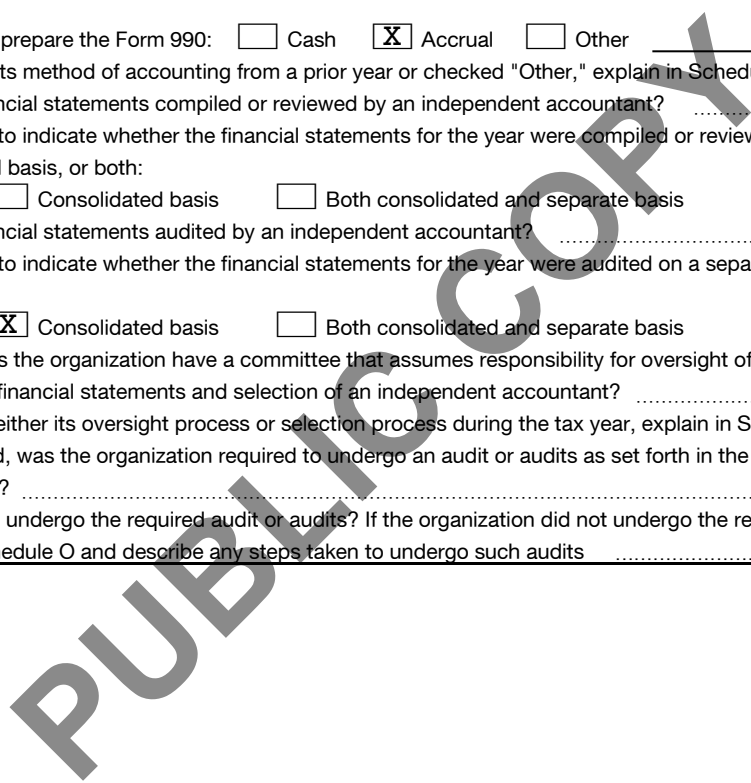 prepare the Form 990: Cash X Accrual Other
ts method of accounting from a prior year or checked "Other," explain in Schedu
ncial statements compiled or reviewed by an independent accountant? ........
to indicate whether the financial statements for the year were compiled or review
l basis, or both:
Consolidated basis Both consolidated and separate basis
ncial statements audited by an independent accountant? ........................
to indicate whether the financial statements for the year were audited on a sepa
X Consolidated basis Both consolidated and separate basis
s the organization have a committee that assumes responsibility for oversight of
financial statements and selection of an independent accountant? ...............
either its oversight process or selection process during the tax year, explain in S
d, was the organization required to undergo an audit or audits as set forth in the
? ........................................................................
undergo the required audit or audits? If the organization did not undergo the re
edule O and describe any steps taken to undergo such audits ...................
PUBLIC COPY